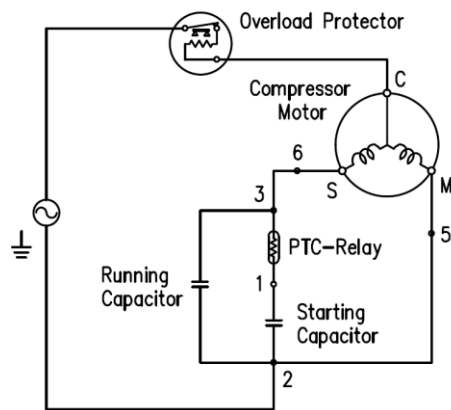 Overload Protector
C
Compressor
Motor
6
S
M
3
5
PTC-Relay
Running
Capacitor
1
Starting
Capacitor
2